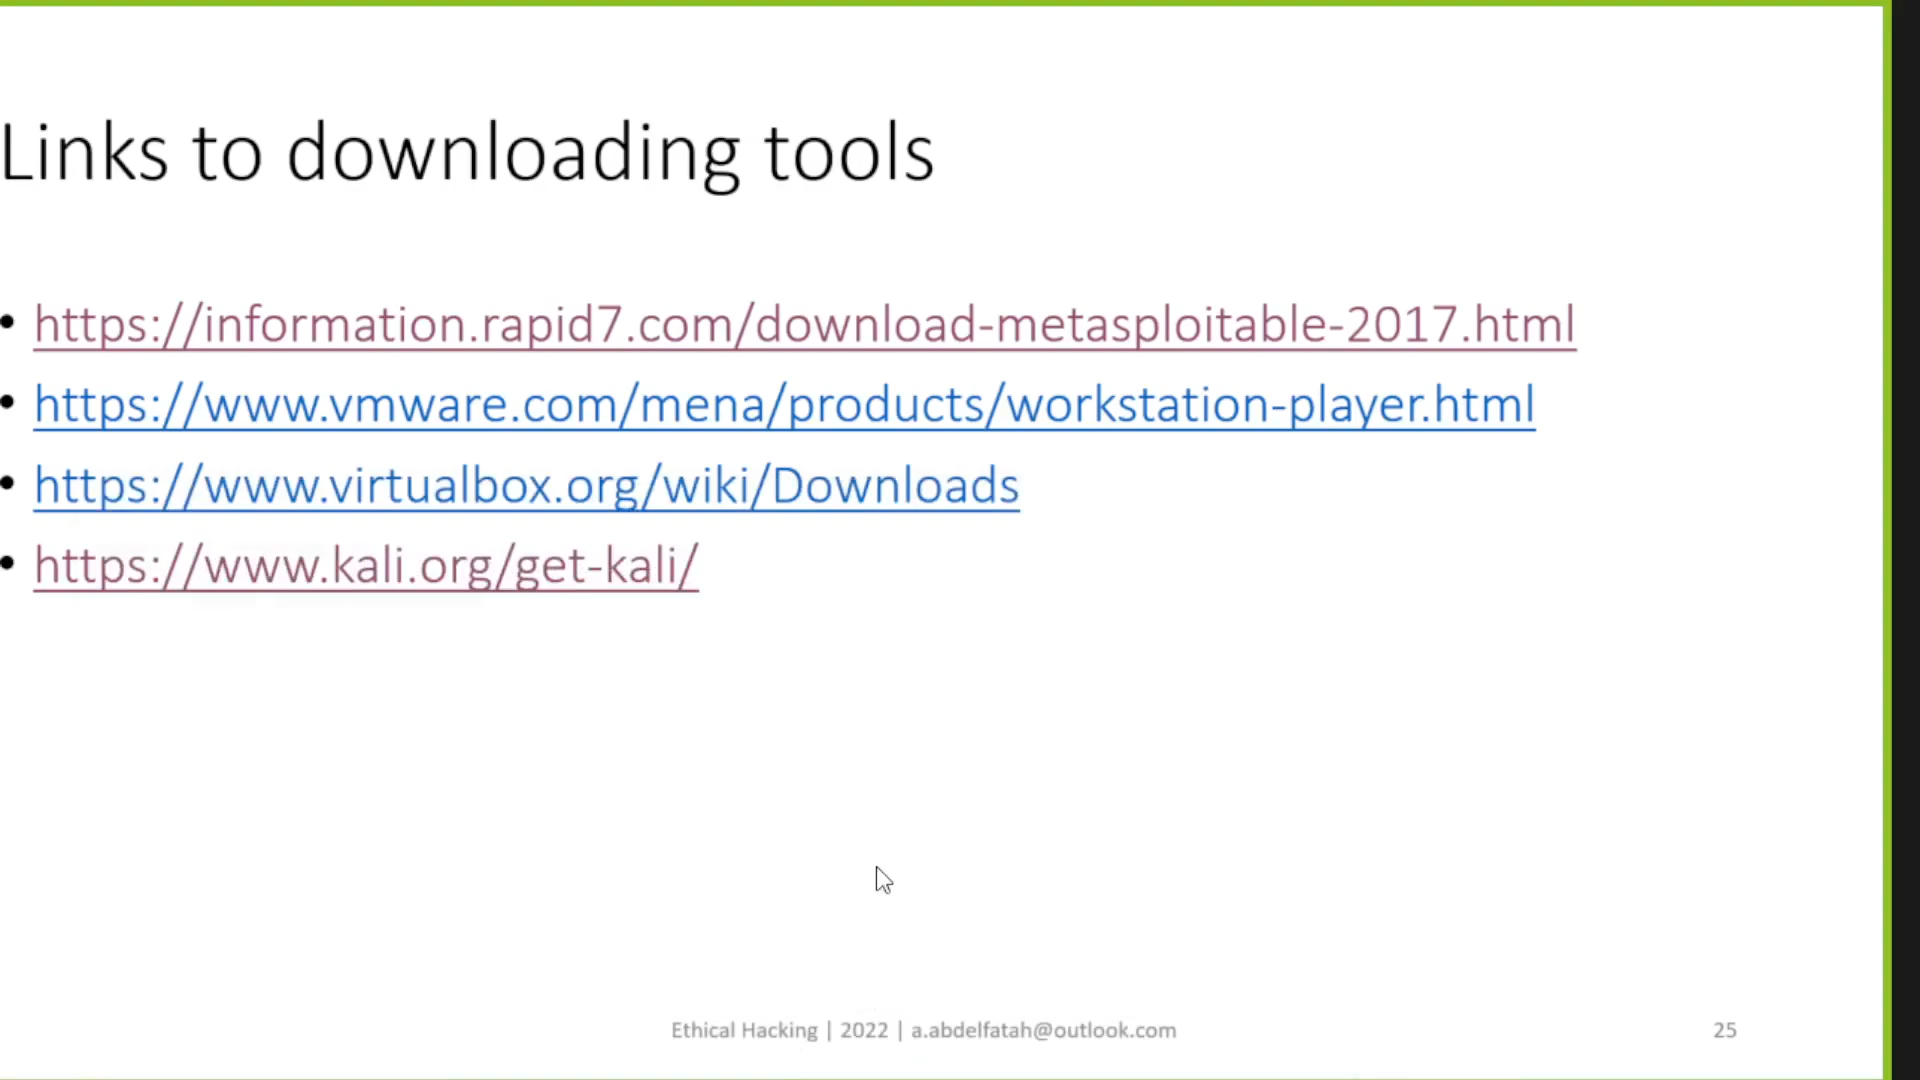 Links to downloading tools
• https://information.rapid7.com/download-metasploitable-2017.html
• https://www.vmware.com/mena/products/workstation-player.html
• https://www.virtualbox.org/wiki/Downloads
• https://www.kali.org/get-kali/
Ethical Hacking | 2022 | a.abdelfatah@outlook.com
25